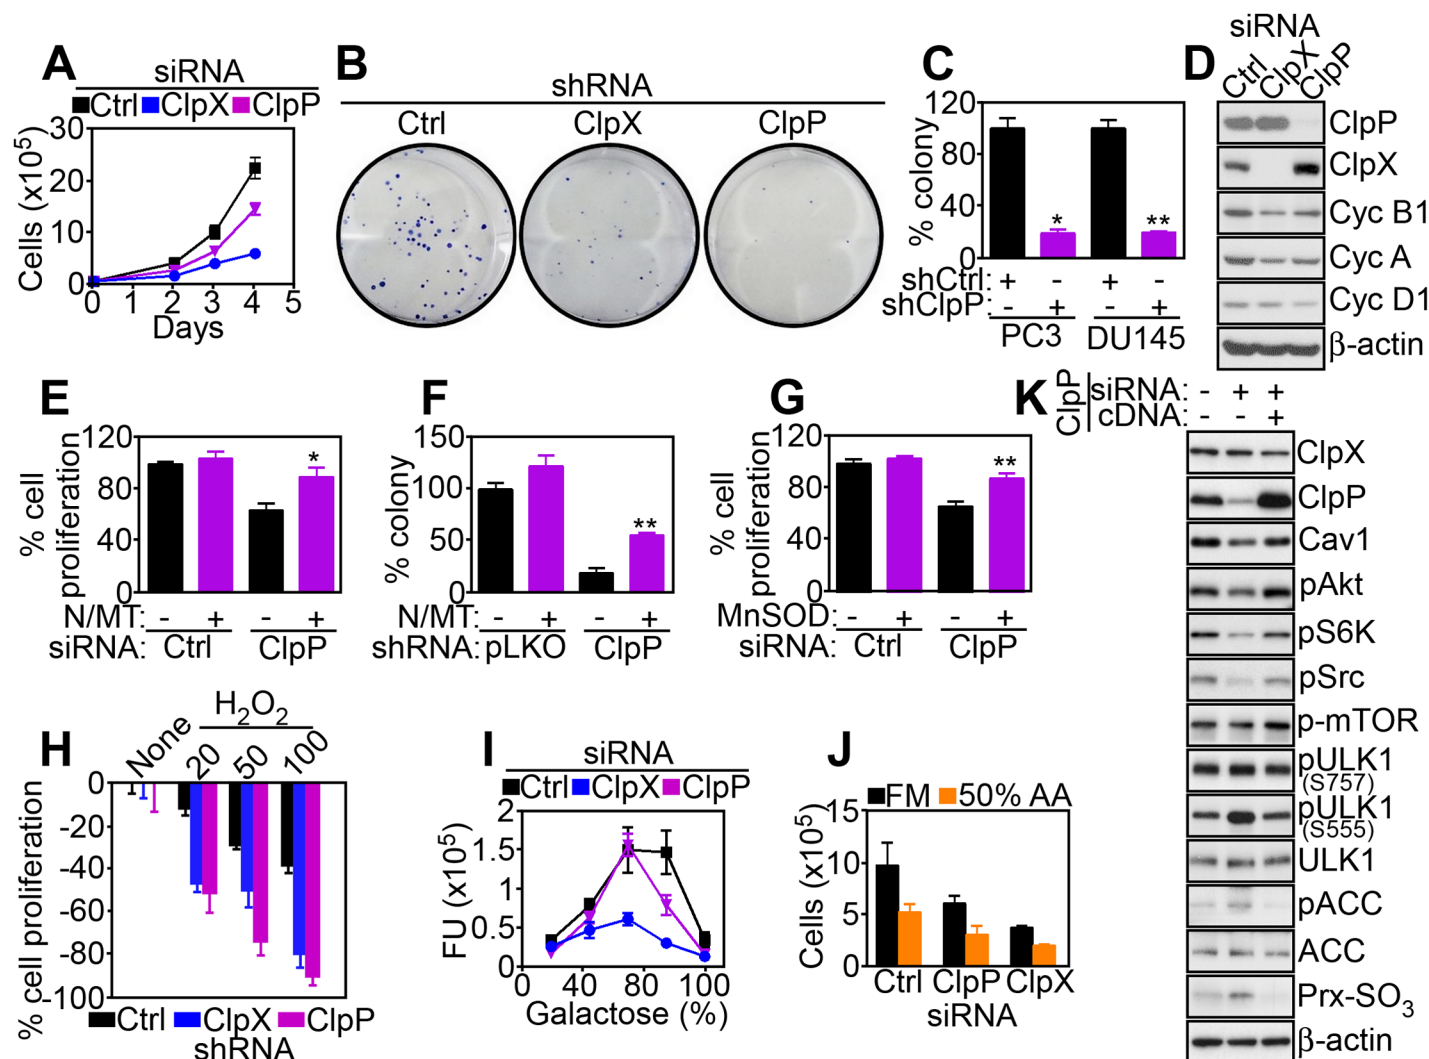 A
siRNA
Ctrl ClpX ClpP
Cells (x10⁵)
30
20
10
0
0 1 2 3 4 5
Days
B
shRNA
Ctrl ClpX ClpP
C
% colony
120
80
40
0
shCtrl: + - + -
shClpP: - + - +
PC3 DU145
D
siRNA
Ctrl ClpX ClpP
ClpP
ClpX
Cyc B1
Cyc A
Cyc D1
β-actin
E
% cell
proliferation
120
80
40
0
*
N/MT: - + - +
siRNA: Ctrl ClpP
F
% colony
150
100
50
0
**
N/MT: - + - +
shRNA: pLKO ClpP
G
% cell
proliferation
120
80
40
0
**
MnSOD: - + - +
siRNA: Ctrl ClpP
H
H₂O₂
None 20 50 100
% cell proliferation
0
-20
-40
-60
-80
-100
Ctrl ClpX ClpP
shRNA
I
siRNA
Ctrl ClpX ClpP
FU (x10⁵)
2
1.5
1
0.5
0
0 40 80 100
Galactose (%)
J
FM 50% AA
Cells (x10⁵)
15
10
5
0
Ctrl ClpP ClpX
siRNA
K
ClpP
siRNA: - + +
cDNA: - - +
ClpX
ClpP
Cav1
pAkt
pS6K
pSrc
p-mTOR
pULK1
(S757)
pULK1
(S555)
ULK1
pACC
ACC
Prx-SO₃
β-actin